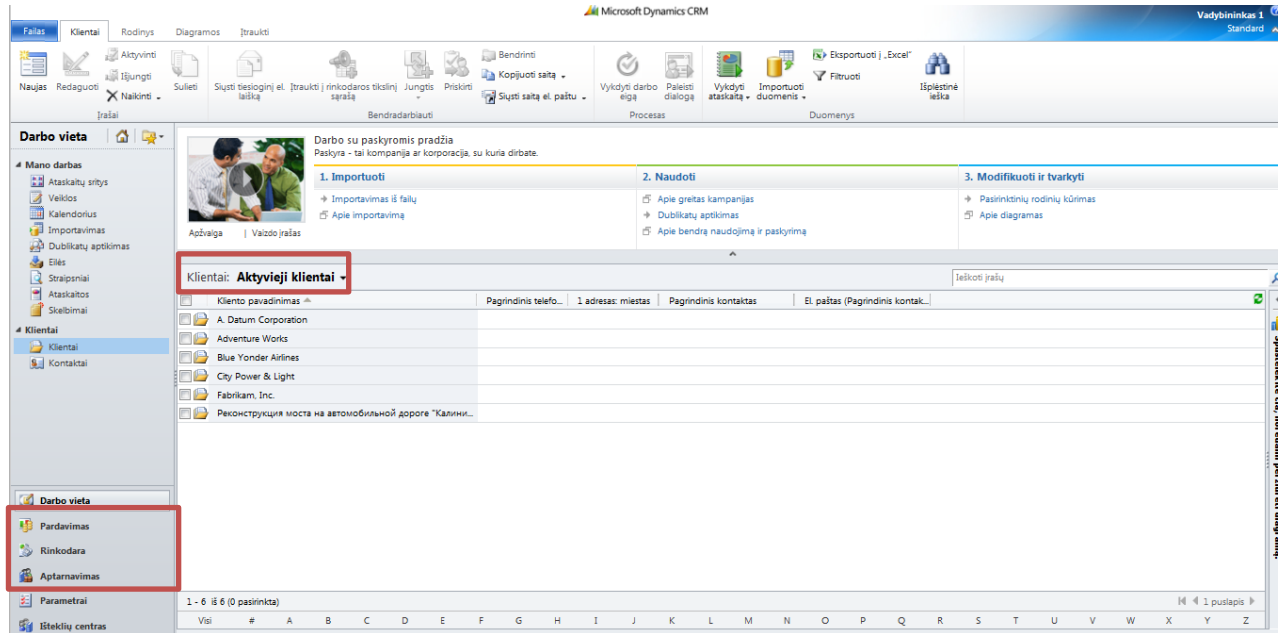 Microsoft Dynamics CRM
Vadybininkas 1
Standard
Failas Klientai Rodinys Diagramos Įtraukti
Naujas Redaguoti Aktyvinti Išjungti Naikinti
Įrašai
Sulieti Siųsti tiesioginį el. laišką Įtraukti į rinkodaros tikslinį sąrašą Jungtis Priskirti Bendrinti Kopijuoti saitą Siųsti saitą el. paštu
Bendradarbiauti
Vykdyti darbo eigą Paleisti dialogą
Procesas
Vykdyti ataskaitą Importuoti duomenis Eksportuoti į „Excel" Filtruoti
Duomenys
Išplėstinė ieška
Darbo vieta
Mano darbas
Ataskaitų sritys
Veiklos
Kalendorius
Importavimas
Dublikatų aptikimas
Eilės
Straipsniai
Ataskaitos
Skelbimai
Klientai
Klientai
Kontaktai
Darbo vieta
Pardavimas
Rinkodara
Aptarnavimas
Parametrai
Išteklių centras
Darbo su paskyromis pradžia
Paskyra - tai kompanija ar korporacija, su kuria dirbate.
Apžvalga | Vaizdo įrašas
1. Importuoti
Importavimas iš failų
Apie importavimą
2. Naudoti
Apie greitas kampanijas
Dublikatų aptikimas
Apie bendrą naudojimą ir paskyrimą
3. Modifikuoti ir tvarkyti
Pasirinktinių rodinių kūrimas
Apie diagramas
Klientai: Aktyvieji klientai
Ieškoti įrašų
Kliento pavadinimas Pagrindinis telefo... 1 adresas: miestas Pagrindinis kontaktas El. paštas (Pagrindinis kontak...
A. Datum Corporation
Adventure Works
Blue Yonder Airlines
City Power & Light
Fabrikam, Inc.
Реконструкция моста на автомобильной дороге "Калини...
1 - 6 iš 6 (0 pasirinkta)
1 puslapis
Visi # A B C D E F G H I J K L M N O P Q R S T U V W X Y Z